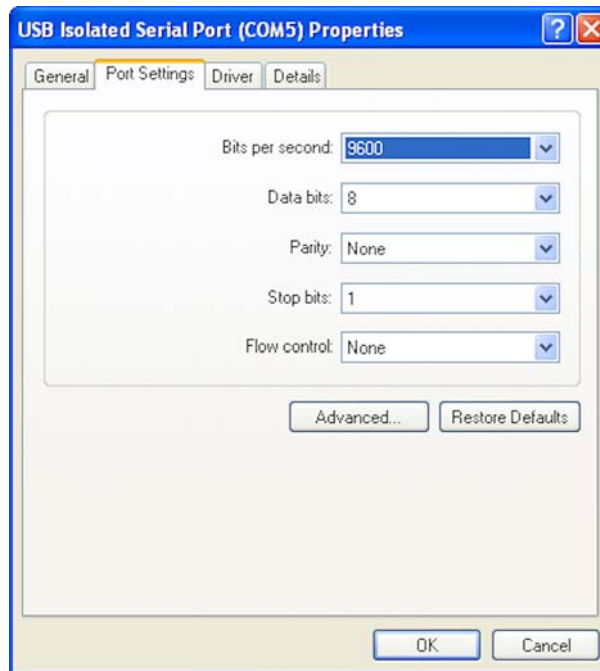 USB Isolated Serial Port (COM5) Properties
General Port Settings Driver Details
Bits per second: 9600
Data bits: 8
Parity: None
Stop bits: 1
Flow control: None
Advanced... Restore Defaults
OK Cancel